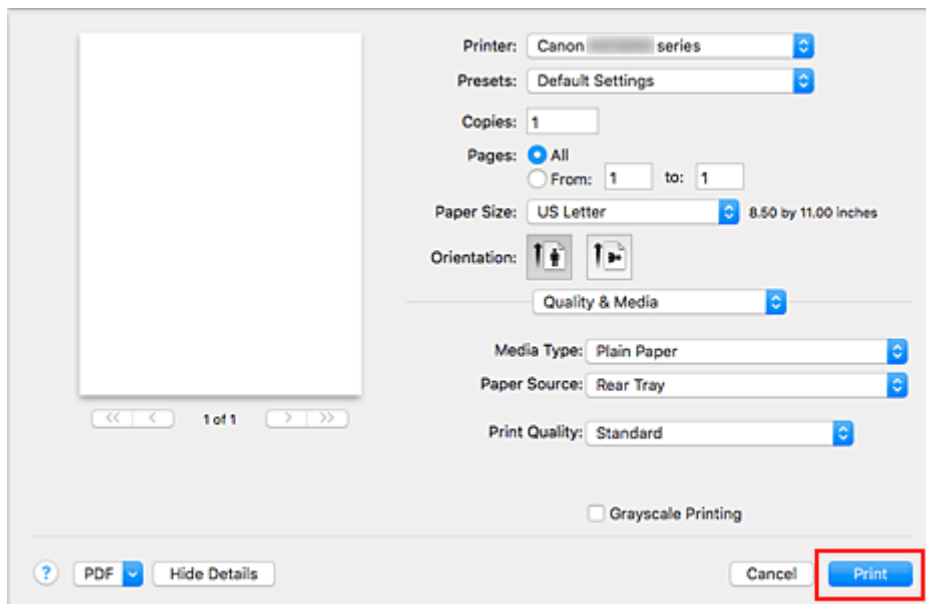 Printer: Canon series
Presets: Default Settings
Copies: 1
Pages: All
From: 1 to: 1
Paper Size: US Letter 8.50 by 11.00 inches
Orientation:
Quality & Media
Media Type: Plain Paper
Paper Source: Rear Tray
<< < 1 of 1 > >>
Print Quality: Standard
Grayscale Printing
? PDF Hide Details Cancel Print